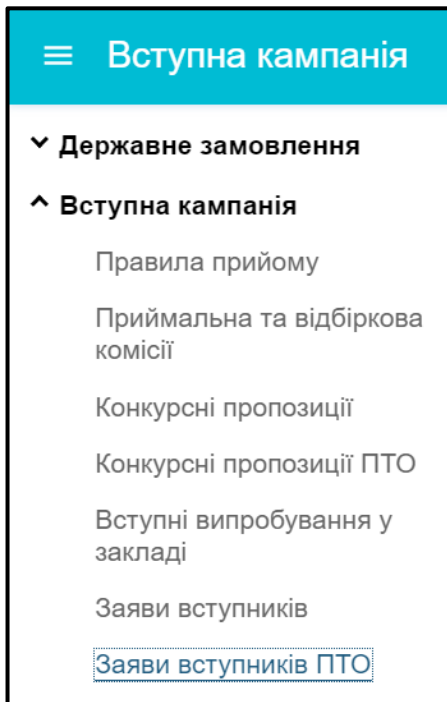 Вступна кампанія
Державне замовлення
Вступна кампанія
Правила прийому
Приймальна та відбіркова
комісії
Конкурсні пропозиції
Конкурсні пропозиції ПТО
Вступні випробування у
закладі
Заяви вступників
Заяви вступників ПТО